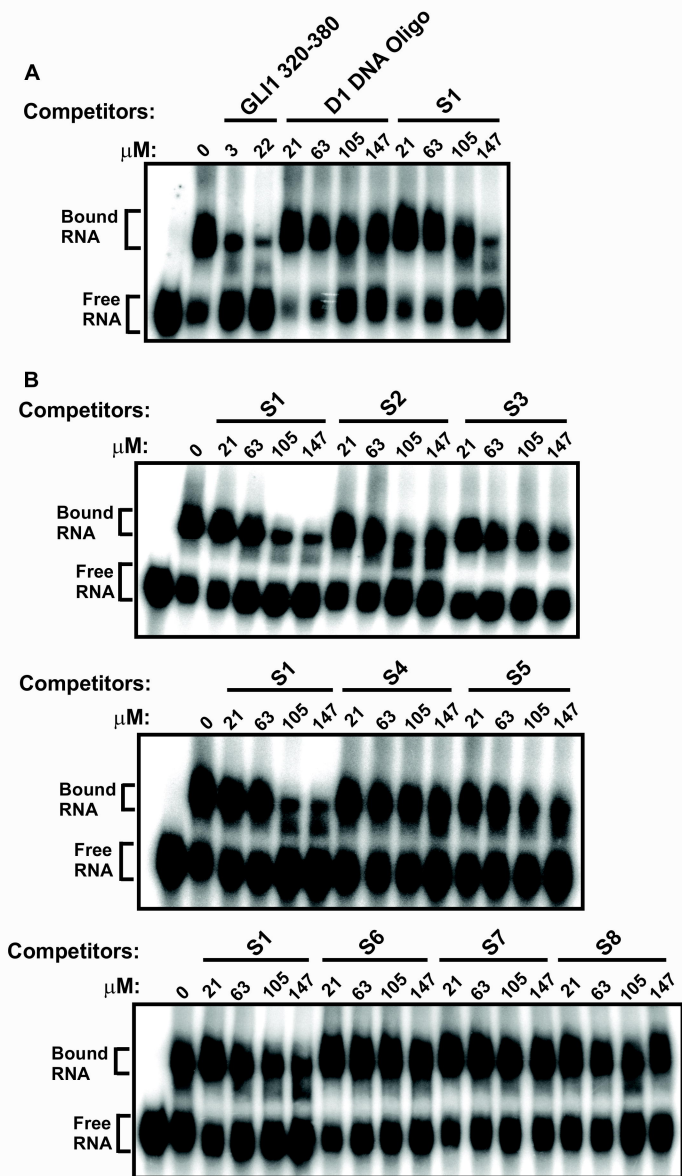 A
Competitors: GLI1 320-380 D1 DNA Oligo S1
μM: 0 3 22 21 63 105 147 21 63 105 147
Bound
RNA
Free
RNA
B
Competitors: S1 S2 S3
μM: 0 21 63 105 147 21 63 105 147 21 63 105 147
Bound
RNA
Free
RNA
Competitors: S1 S4 S5
μM: 0 21 63 105 147 21 63 105 147 21 63 105 147
Bound
RNA
Free
RNA
Competitors: S1 S6 S7 S8
μM: 0 21 63 105 147 21 63 105 147 21 63 105 147 21 63 105 147
Bound
RNA
Free
RNA